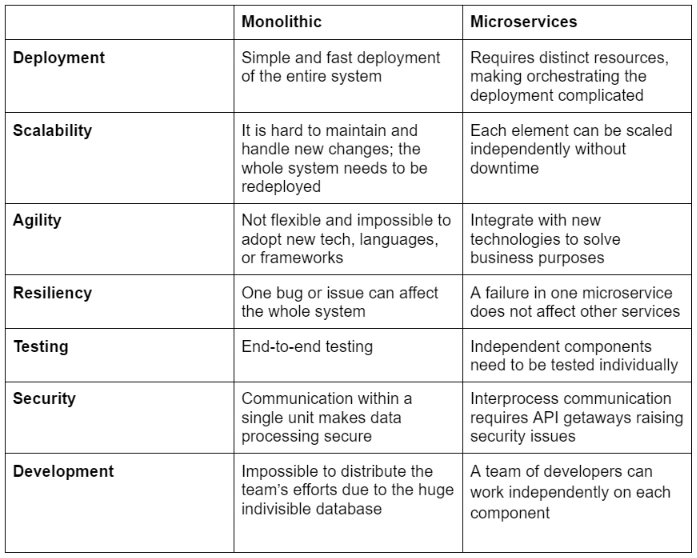 Monolithic
Microservices
Deployment
Simple and fast deployment
of the entire system
Requires distinct resources,
making orchestrating the
deployment complicated
Scalability
It is hard to maintain and
handle new changes; the
whole system needs to be
redeployed
Each element can be scaled
independently without
downtime
Agility
Not flexible and impossible to
adopt new tech, languages,
or frameworks
Integrate with new
technologies to solve
business purposes
Resiliency
One bug or issue can affect
the whole system
A failure in one microservice
does not affect other services
Testing
End-to-end testing
Independent components
need to be tested individually
Security
Communication within a
single unit makes data
processing secure
Interprocess communication
requires API getaways raising
security issues
Development
Impossible to distribute the
team's efforts due to the huge
indivisible database
A team of developers can
work independently on each
component